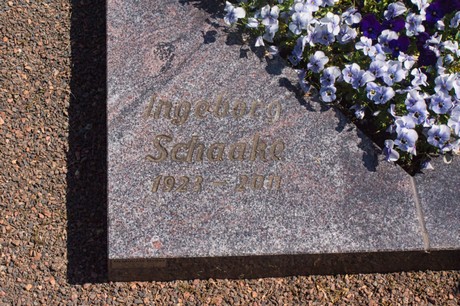 Ingeborg
Schaake
1923 - 2011